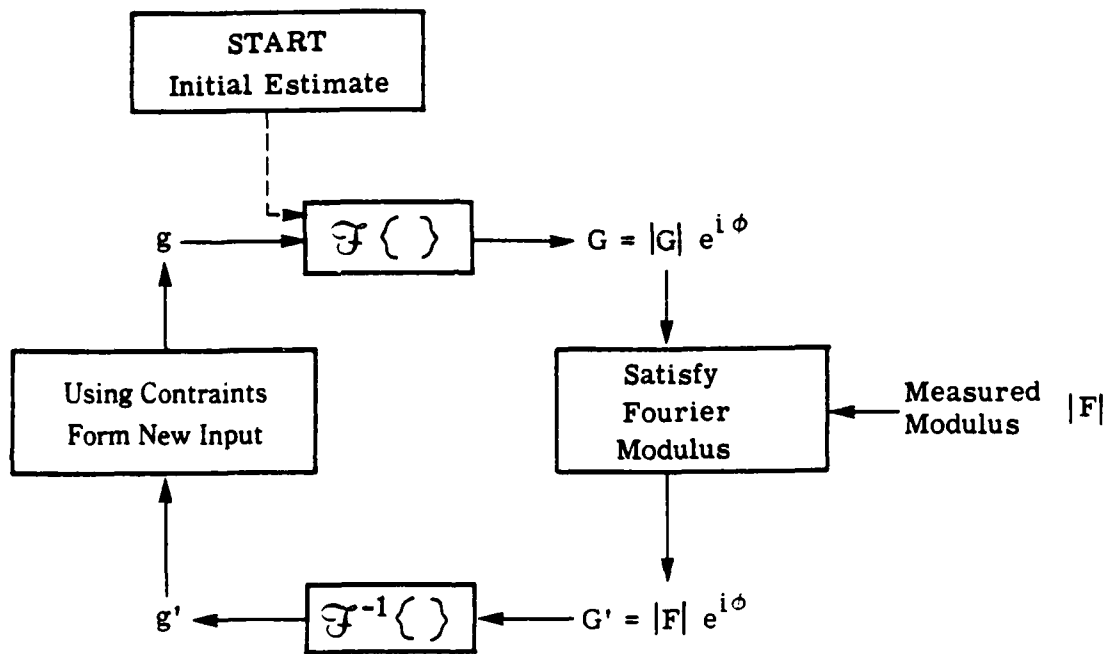 START
Initial Estimate
g
ℱ { }
G = |G| e^{iϕ}
Using Contraints
Form New Input
Satisfy
Fourier
Modulus
Measured
Modulus |F|
g'
ℱ^{-1} { }
G' = |F| e^{iϕ}